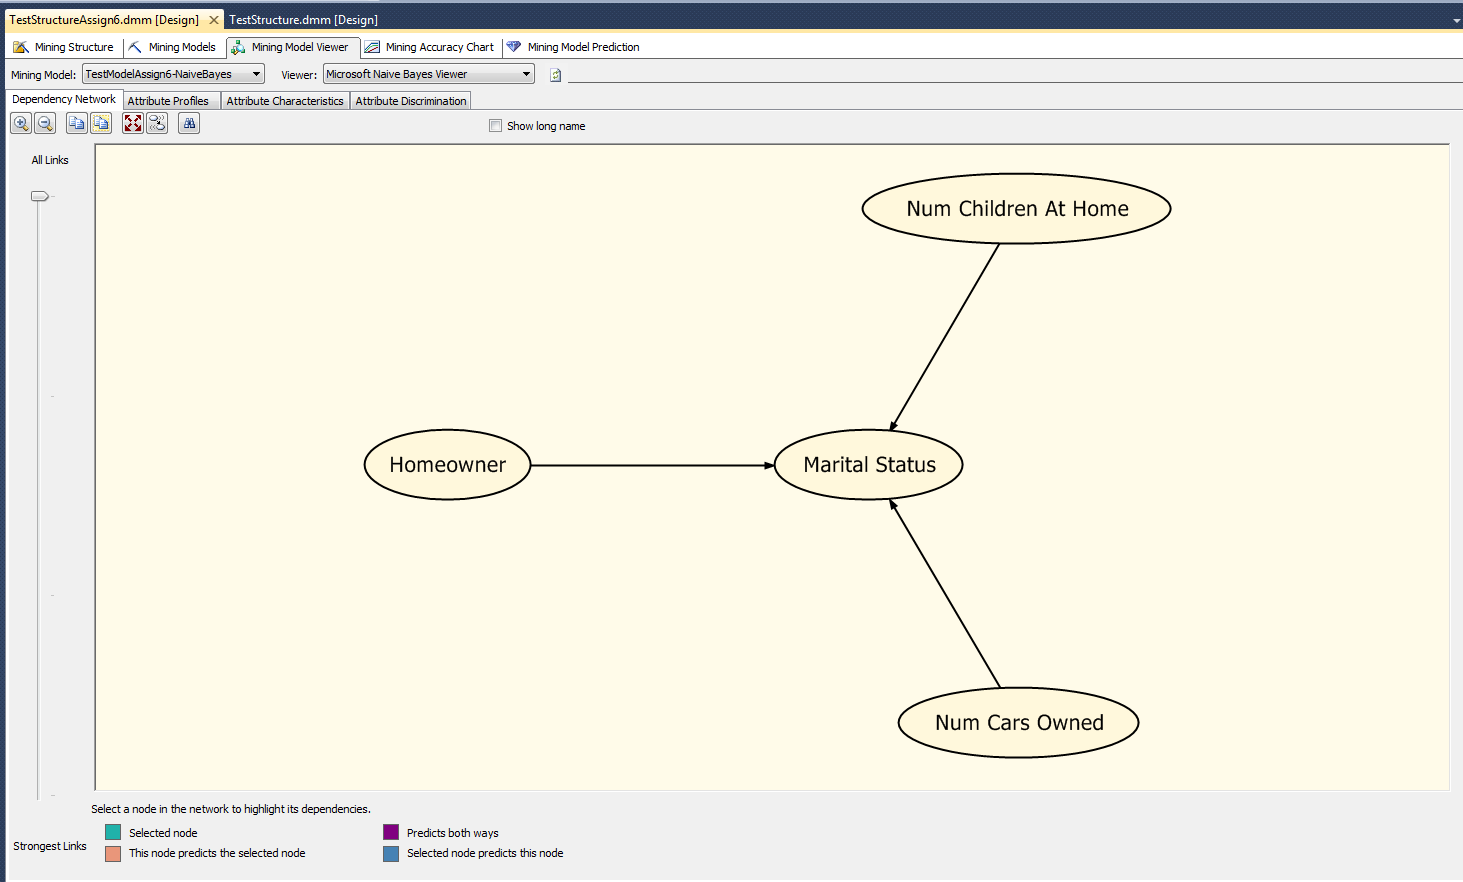 TestStructureAssign6.dmm [Design] TestStructure.dmm [Design]
Mining Structure Mining Models Mining Model Viewer Mining Accuracy Chart Mining Model Prediction
Mining Model: TestModelAssign6-NaiveBayes Viewer: Microsoft Naive Bayes Viewer
Dependency Network Attribute Profiles Attribute Characteristics Attribute Discrimination
Show long name
All Links
Num Children At Home
Homeowner Marital Status
Num Cars Owned
Select a node in the network to highlight its dependencies.
Selected node Predicts both ways
Strongest Links
This node predicts the selected node Selected node predicts this node